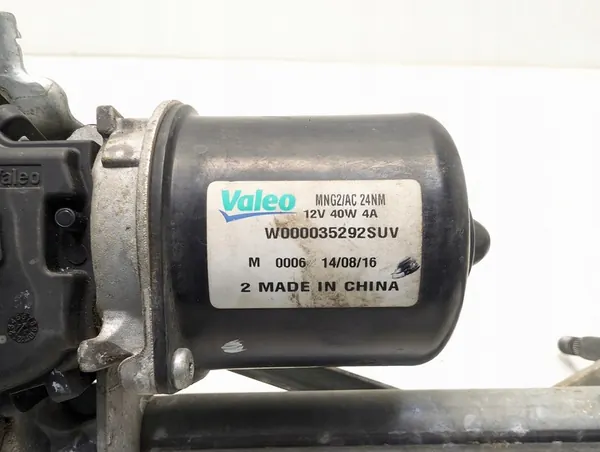 Valeo
Valeo MNG2/AC 24NM
12V 40W 4A
W000035292SUV
M 0006 14/08/16
2 MADE IN CHINA